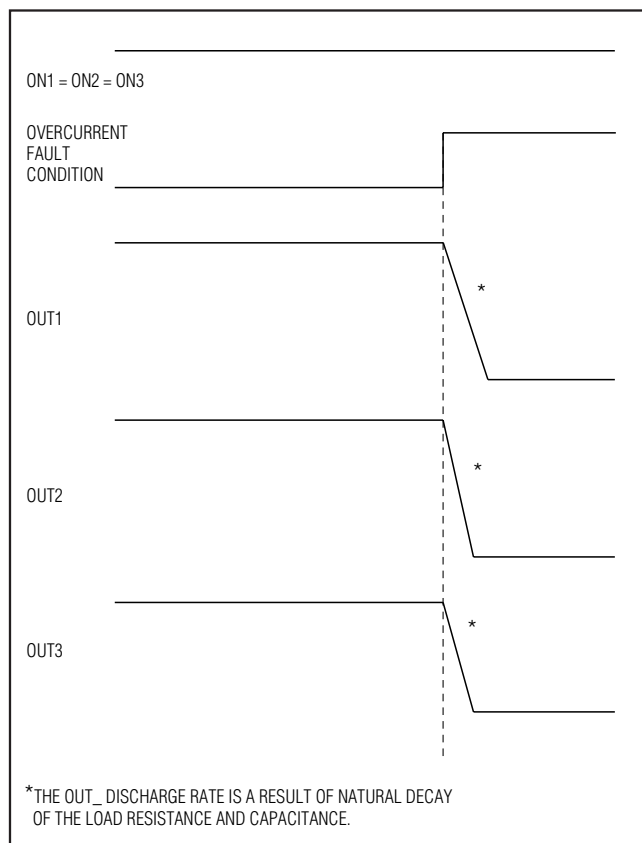 ON1 = ON2 = ON3
OVERCURRENT
FAULT
CONDITION
*
OUT1
*
OUT2
*
OUT3
*THE OUT_ DISCHARGE RATE IS A RESULT OF NATURAL DECAY
OF THE LOAD RESISTANCE AND CAPACITANCE.